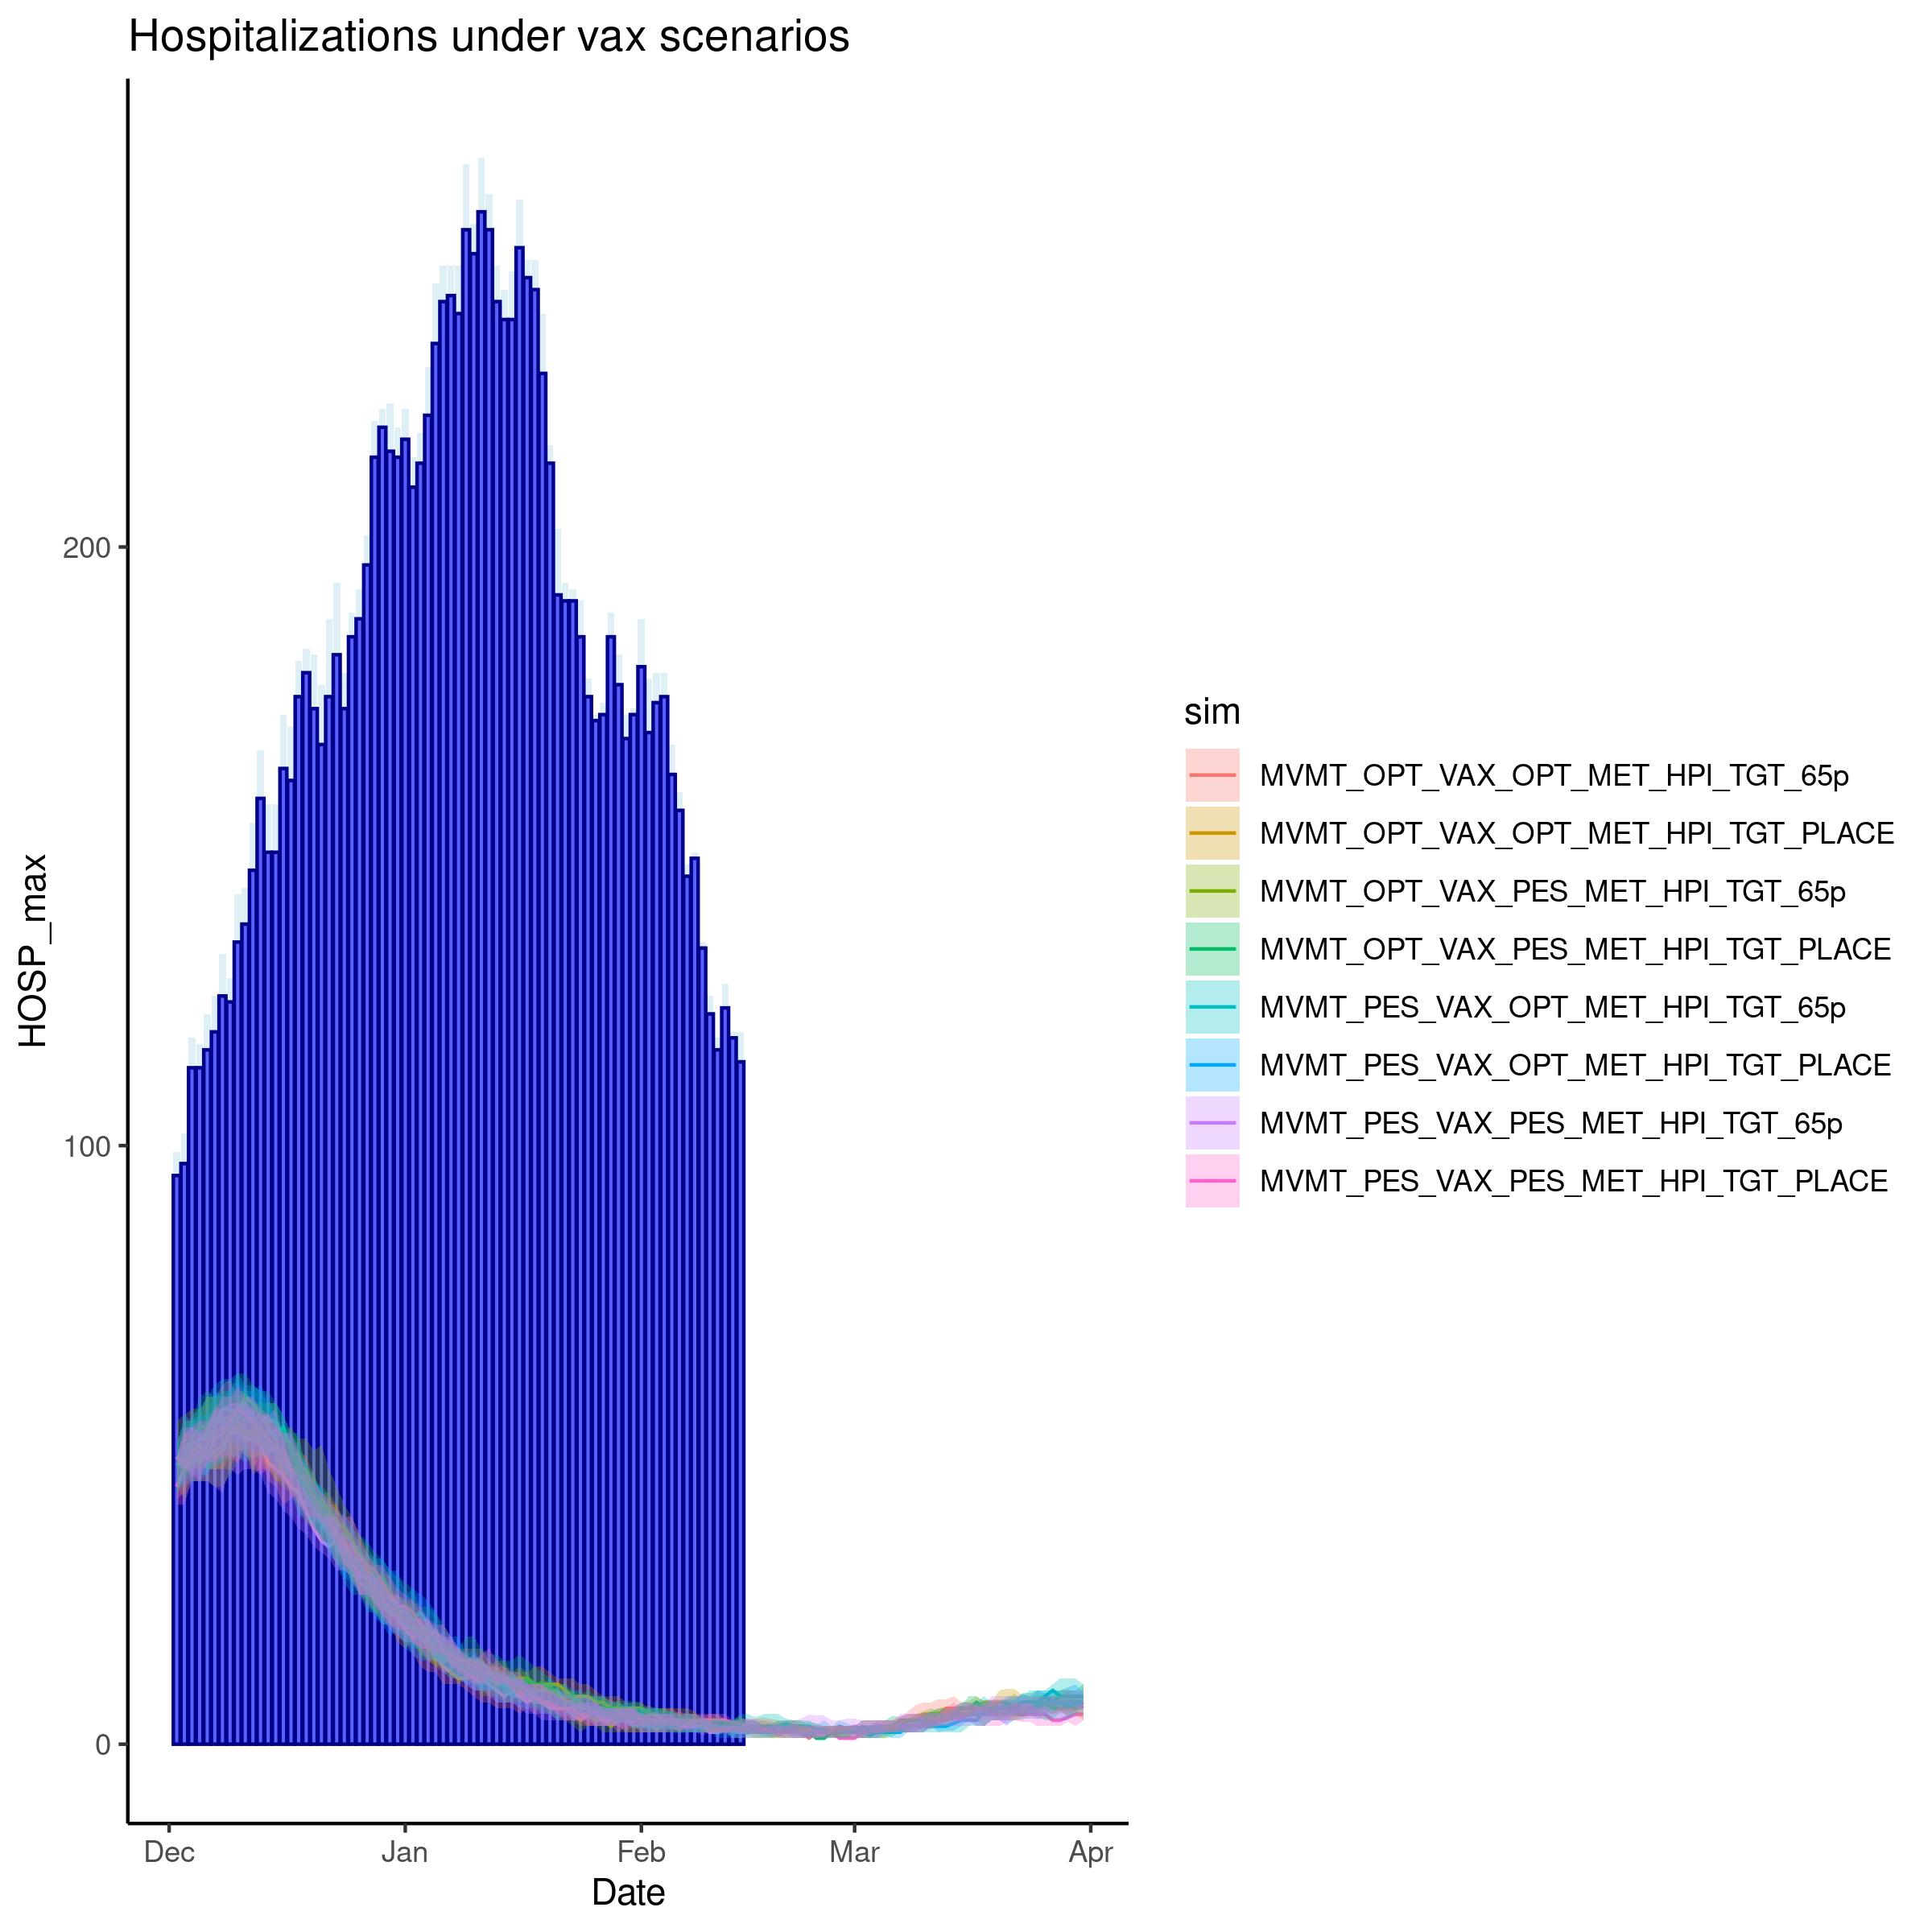 Hospitalizations under vax scenarios
HOSP_max
200
100
0
Dec
Jan
Feb
Mar
Apr
Date
sim
MVMT_OPT_VAX_OPT_MET_HPI_TGT_65p
MVMT_OPT_VAX_OPT_MET_HPI_TGT_PLACE
MVMT_OPT_VAX_PES_MET_HPI_TGT_65p
MVMT_OPT_VAX_PES_MET_HPI_TGT_PLACE
MVMT_PES_VAX_OPT_MET_HPI_TGT_65p
MVMT_PES_VAX_OPT_MET_HPI_TGT_PLACE
MVMT_PES_VAX_PES_MET_HPI_TGT_65p
MVMT_PES_VAX_PES_MET_HPI_TGT_PLACE